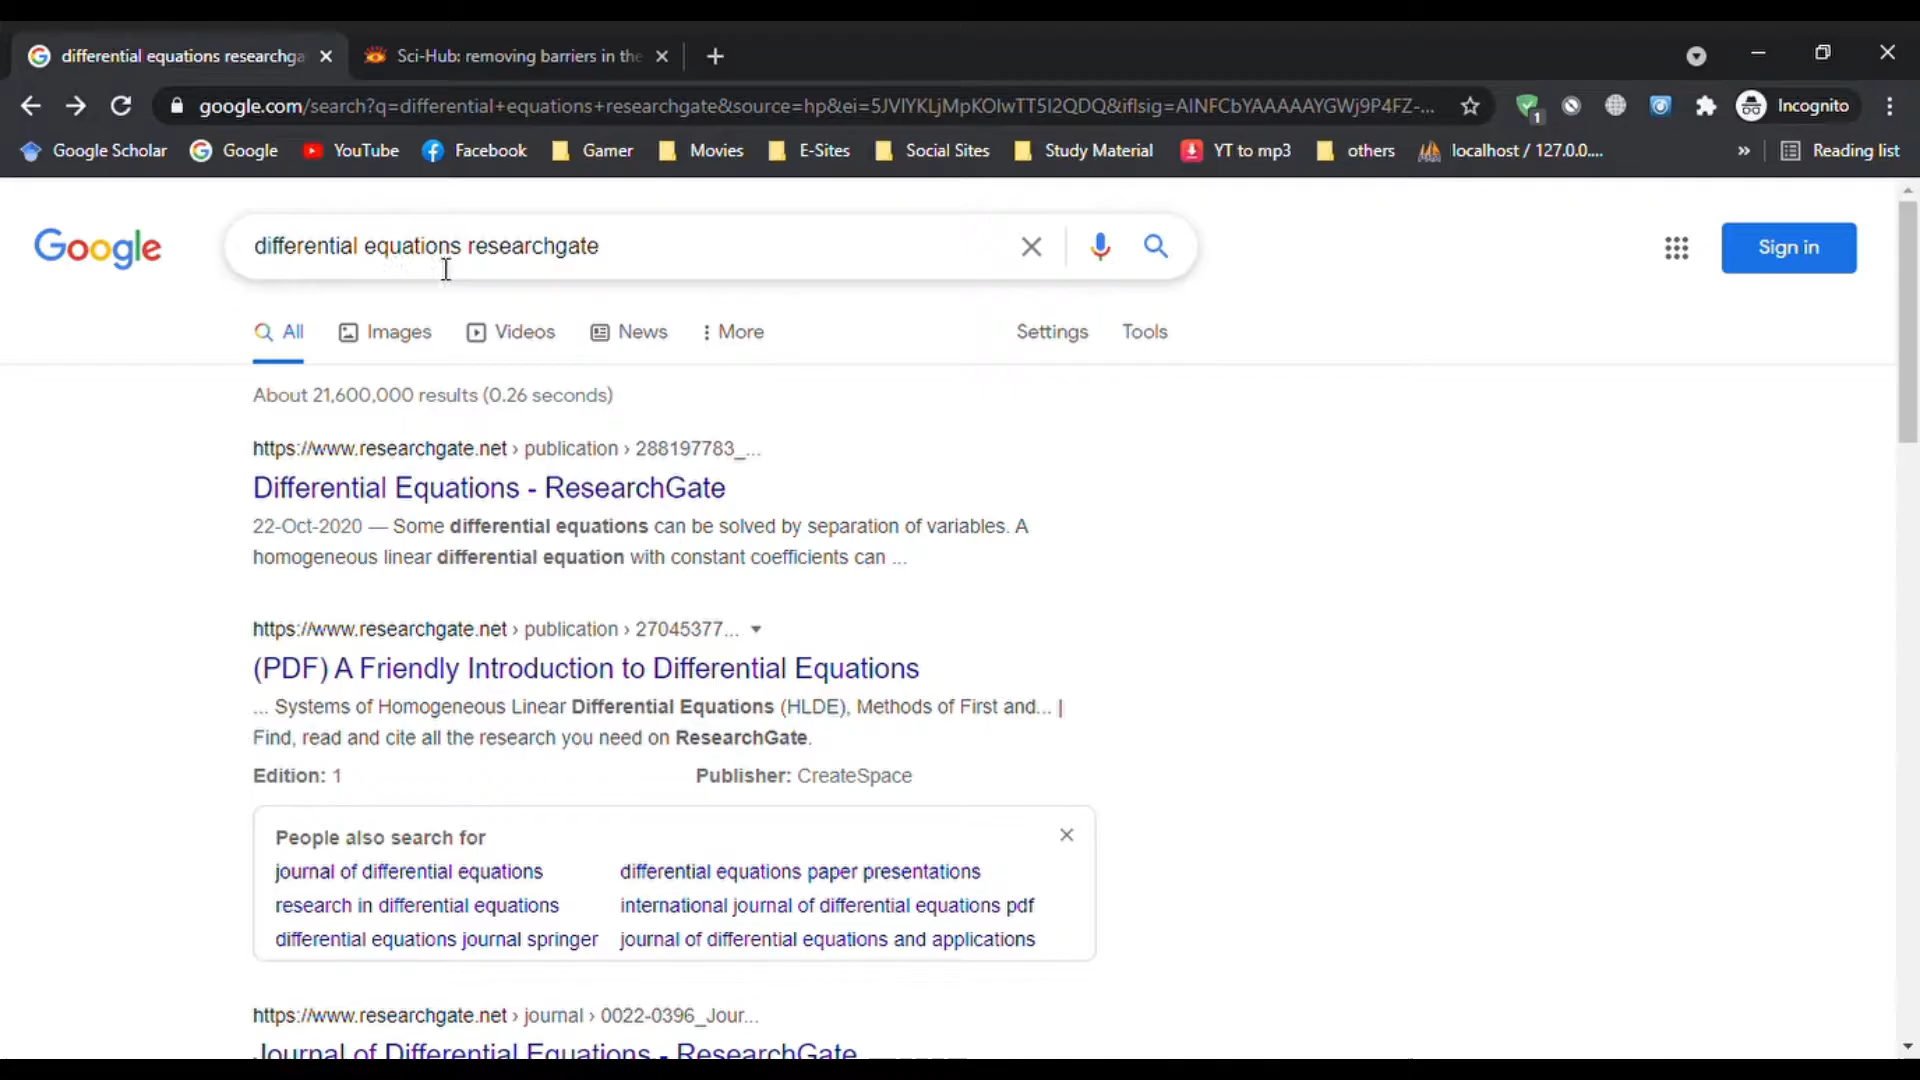 differential equations researchga
Sci-Hub: removing barriers in the
google.com/search?q=differential+equations+researchgate&source=hp&ei=5JVIYKLjMpKOlwTT5I2QDQ&iflsig=AINFCbYAAAAAYGWj9P4FZ-...
1
Incognito
Google Scholar
Google
YouTube
Facebook
Gamer
Movies
E-Sites
Social Sites
Study Material
YT to mp3
others
localhost / 127.0.0....
»
Reading list
Google
differential equations researchgate
Sign in
All
Images
Videos
News
More
Settings
Tools
About 21,600,000 results (0.26 seconds)
https://www.researchgate.net › publication › 288197783_...
Differential Equations - ResearchGate
22-Oct-2020 — Some differential equations can be solved by separation of variables. A
homogeneous linear differential equation with constant coefficients can ...
https://www.researchgate.net › publication › 27045377...
(PDF) A Friendly Introduction to Differential Equations
... Systems of Homogeneous Linear Differential Equations (HLDE), Methods of First and... |
Find, read and cite all the research you need on ResearchGate.
Edition: 1
Publisher: CreateSpace
People also search for
journal of differential equations
differential equations paper presentations
research in differential equations
international journal of differential equations pdf
differential equations journal springer
journal of differential equations and applications
https://www.researchgate.net › journal › 0022-0396_Jour...
Journal of Differential Equations - ResearchGate